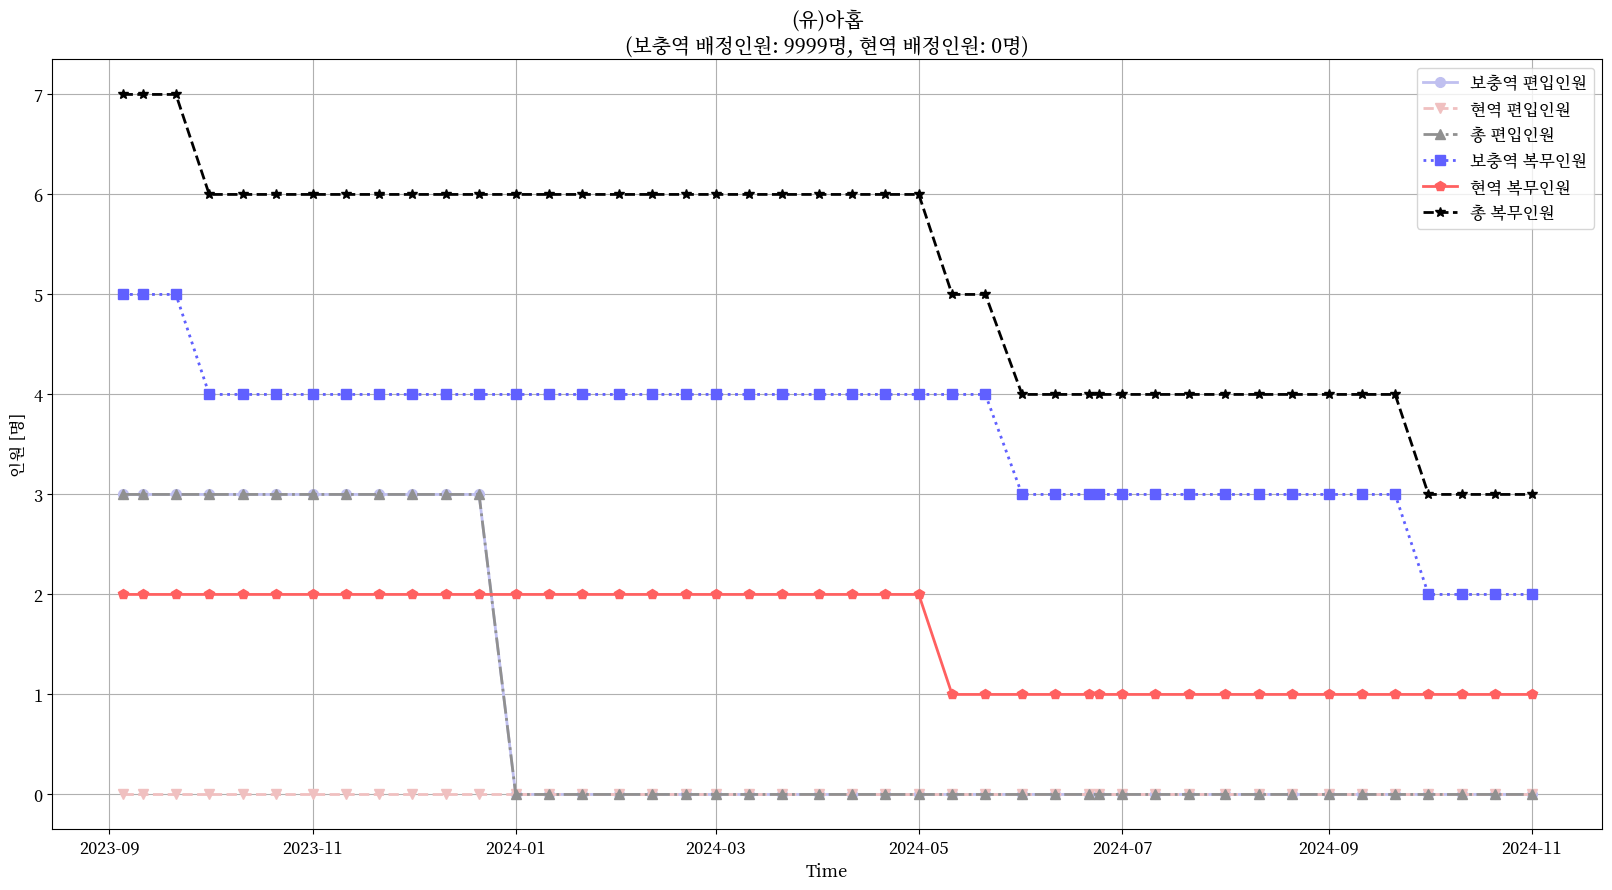 (유)아홉
(보충역 배정인원: 9999명, 현역 배정인원: 0명)
보충역 편입인원
현역 편입인원
총 편입인원
보충역 복무인원
현역 복무인원
총 복무인원
인원 [명]
7
6
5
4
3
2
1
0
2023-09 2023-11 2024-01 2024-03 2024-05 2024-07 2024-09 2024-11
Time